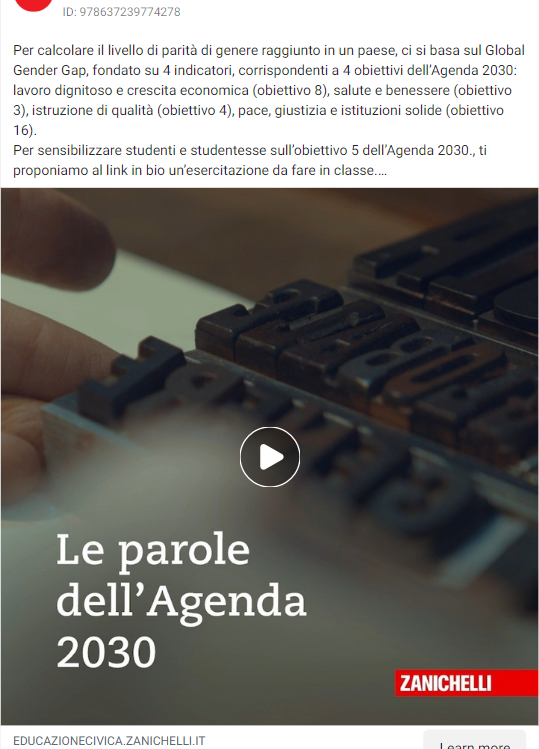 ID: 978637239774278
Per calcolare il livello di parità di genere raggiunto in un paese, ci si basa sul Global
Gender Gap, fondato su 4 indicatori, corrispondenti a 4 obiettivi dell'Agenda 2030:
lavoro dignitoso e crescita economica (obiettivo 8), salute e benessere (obiettivo
3), istruzione di qualità (obiettivo 4), pace, giustizia e istituzioni solide (obiettivo
16).
Per sensibilizzare studenti e studentesse sull'obiettivo 5 dell'Agenda 2030., ti
proponiamo al link in bio un'esercitazione da fare in classe....
Le parole
dell'Agenda
2030
ZANICHELLI
EDUCAZIONECIVICA.ZANICHELLI.IT
Learn more